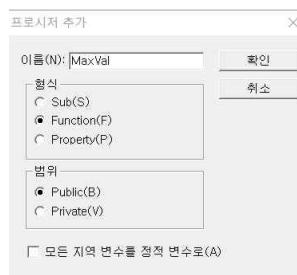 프로시저 추가
이름(N): MaxVal
확인
취소
형식
Sub(S)
Function(F)
Property(P)
범위
Public(B)
Private(V)
모든 지역 변수를 정적 변수로(A)